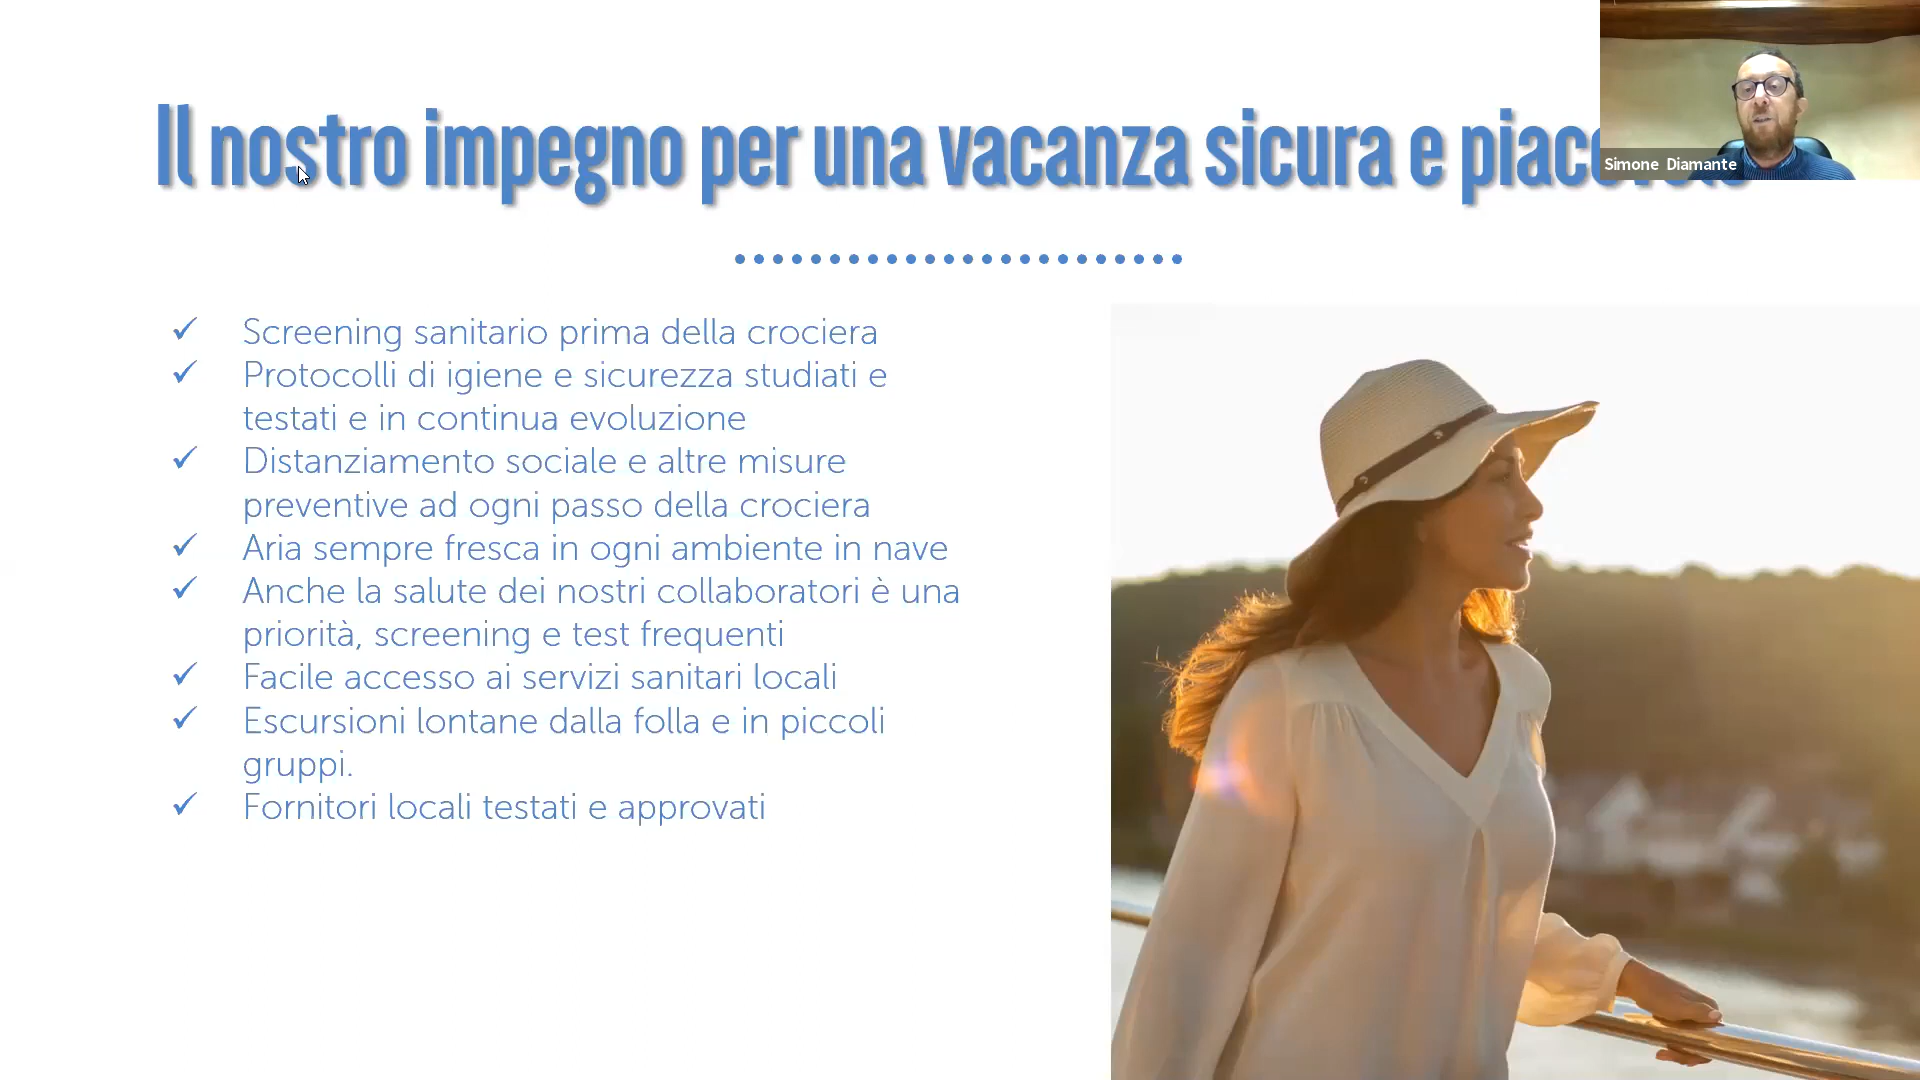 Il nostro impegno per una vacanza sicura e
Simone Diamante
Screening sanitario prima della crociera
Protocolli di igiene e sicurezza studiati e
testati e in continua evoluzione
Distanziamento sociale e altre misure
preventive ad ogni passo della crociera
Aria sempre fresca in ogni ambiente in nave
Anche la salute dei nostri collaboratori è una
priorità, screening e test frequenti
Facile accesso ai servizi sanitari locali
Escursioni lontane dalla folla e in piccoli
gruppi.
Fornitori locali testati e approvati